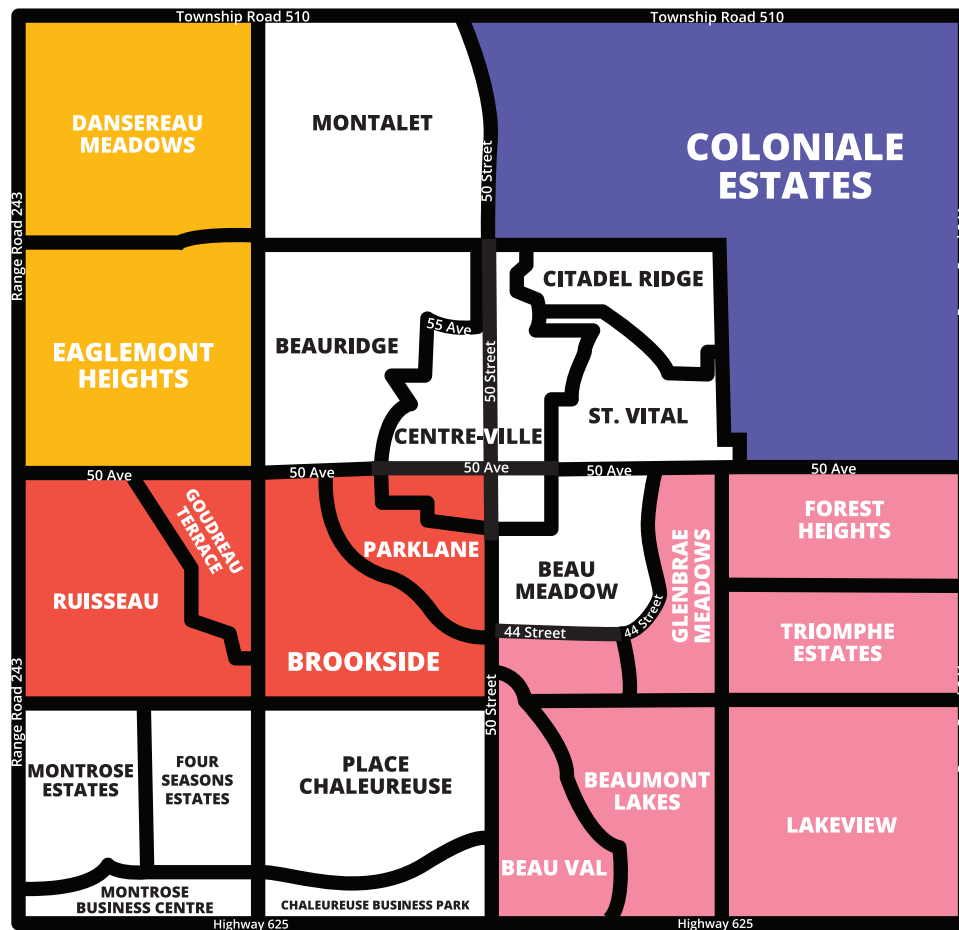 Township Road 510
Township Road 510
DANSEREAU
MEADOWS
MONTALET
COLONIALE
ESTATES
50 Street
Range Road 243
CITADEL RIDGE
55 Ave
BEAURIDGE
EAGLEMONT
HEIGHTS
50 Street
ST. VITAL
CENTRE-VILLE
50 Ave
50 Ave
50 Ave
50 Ave
50 Ave
GOUDREAU
TERRACE
FOREST
HEIGHTS
PARKLANE
GLENBRAE
MEADOWS
BEAU
MEADOW
RUISSEAU
44 Street
44 Street
TRIOMPHE
ESTATES
BROOKSIDE
Range Road 243
50 Street
MONTROSE
ESTATES
FOUR
SEASONS
ESTATES
PLACE
CHALEUREUSE
BEAUMONT
LAKES
LAKEVIEW
BEAU VAL
MONTROSE
BUSINESS CENTRE
CHALEUREUSE BUSINESS PARK
Highway 625
Highway 625